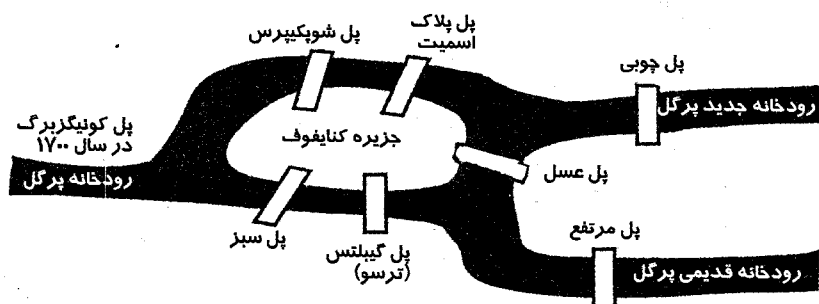 پل شوپکیپرس
پل پلاک
اسمیت
پل چوبی
رودخانه جدید پرگل
پل کونیگزبرگ
در سال ۱۷۰۰
جزیره کنایفوف
رودخانه پرگل
پل عسل
پل سبز
پل گیبلتس
(ترسو)
پل مرتفع
رودخانه قدیمی پرگل